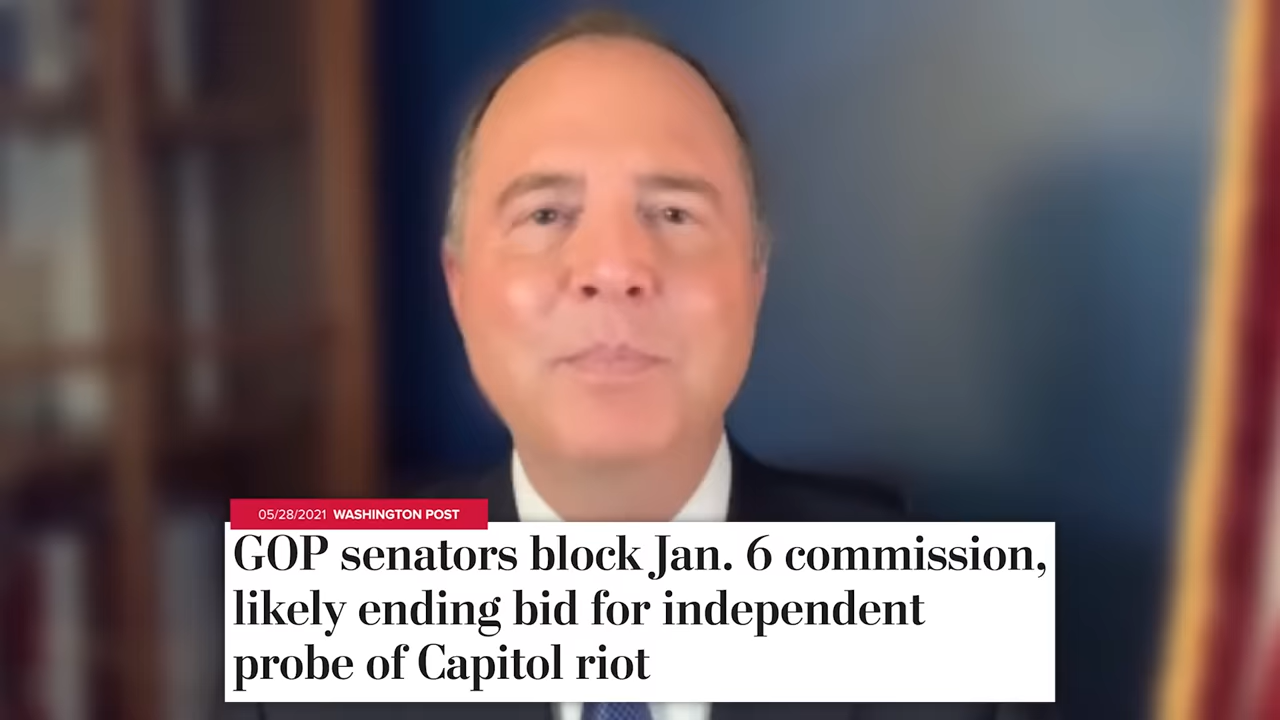 05/28/2021 WASHINGTON POST
GOP senators block Jan. 6 commission,
likely ending bid for independent
probe of Capitol riot